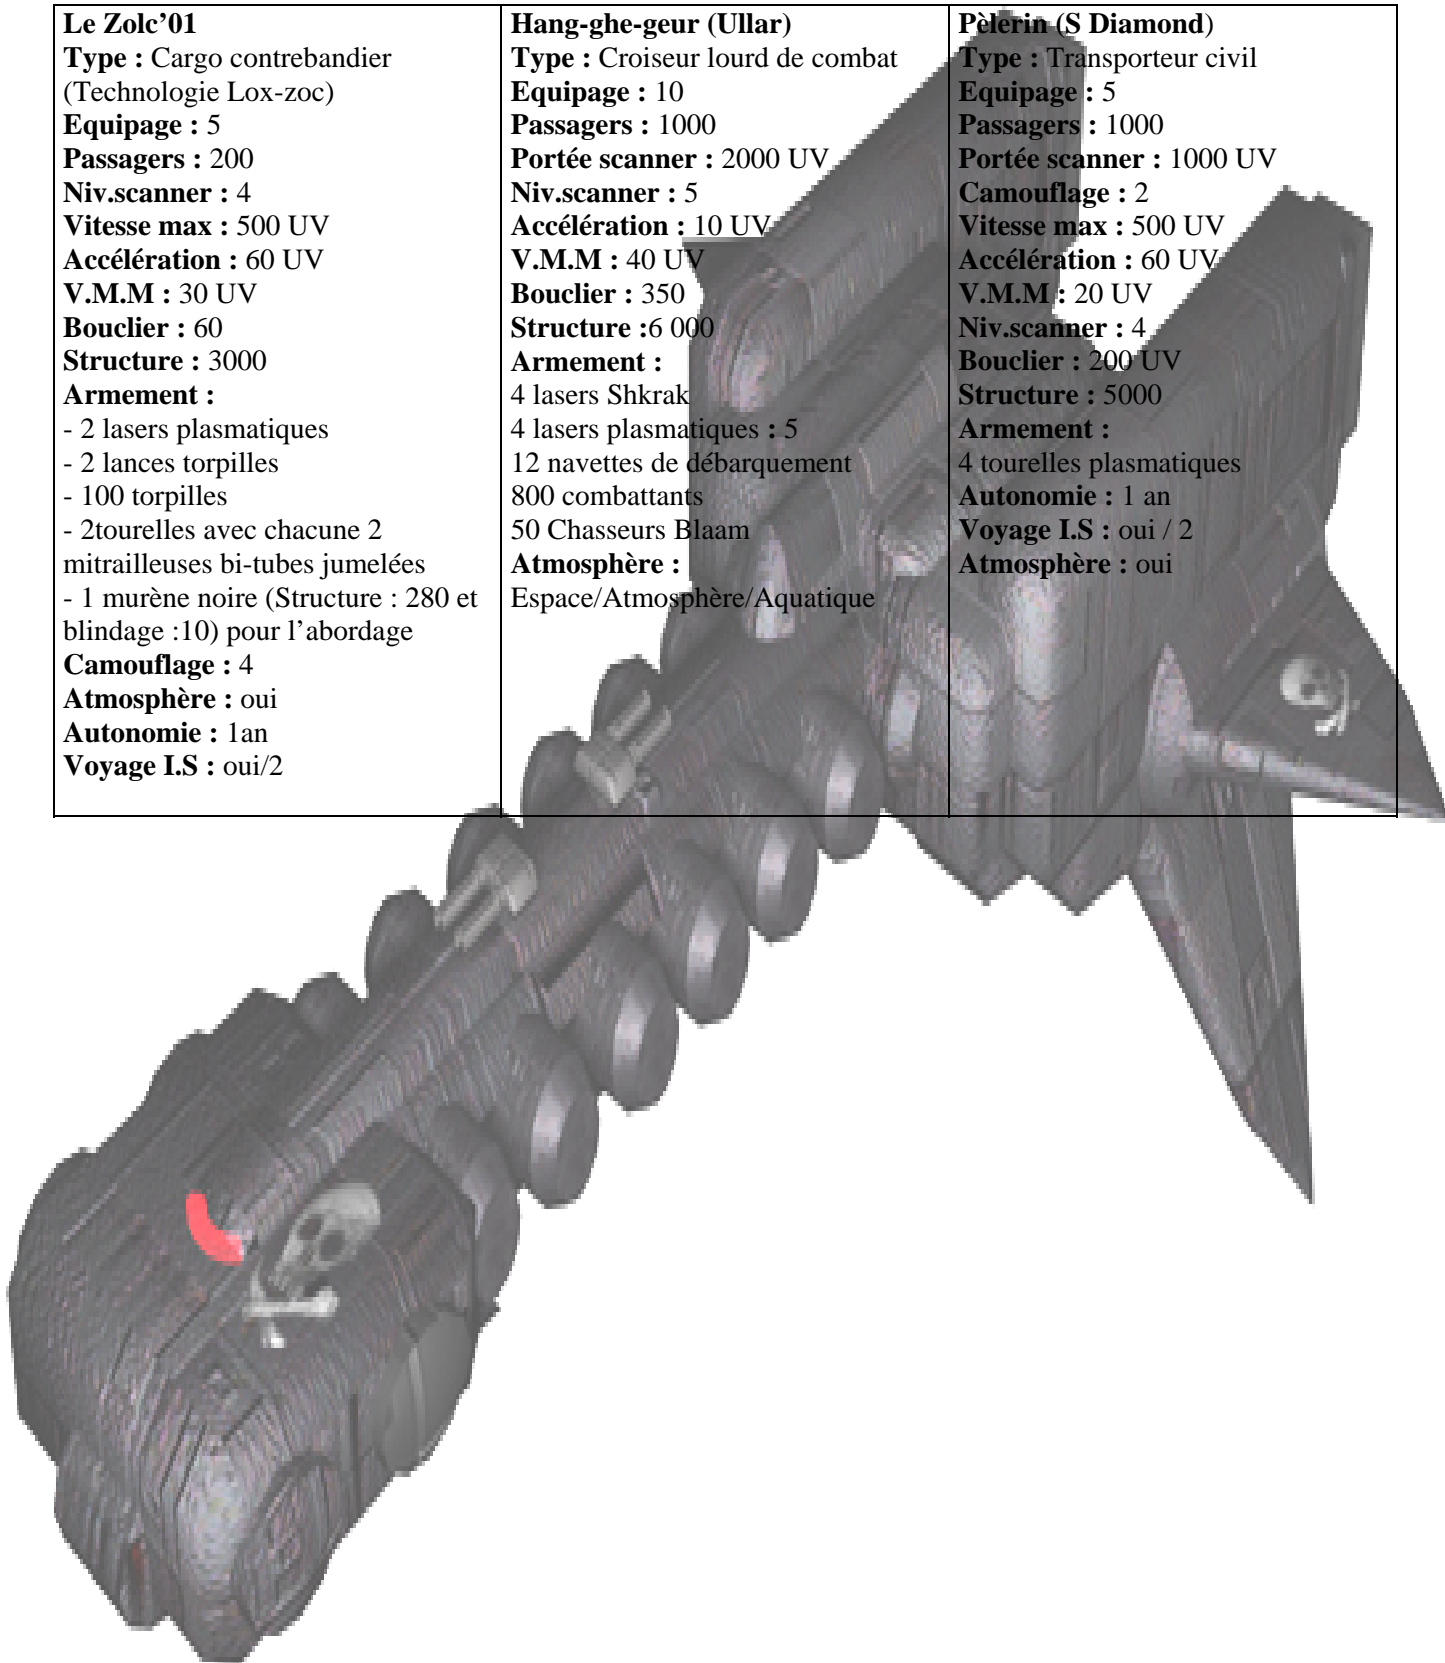 Le Zolc’01
Type : Cargo contrebandier
(Technologie Lox-zoc)
Equipage : 5
Passagers : 200
Niv.scanner : 4
Vitesse max : 500 UV
Accélération : 60 UV
V.M.M : 30 UV
Bouclier : 60
Structure : 3000
Armement :
- 2 lasers plasmatiques
- 2 lances torpilles
- 100 torpilles
- 2tourelles avec chacune 2
mitrailleuses bi-tubes jumelées
- 1 murène noire (Structure : 280 et
blindage :10) pour l’abordage
Camouflage : 4
Atmosphère : oui
Autonomie : 1an
Voyage I.S : oui/2
Hang-ghe-geur (Ullar)
Type : Croiseur lourd de combat
Equipage : 10
Passagers : 1000
Portée scanner : 2000 UV
Niv.scanner : 5
Accélération : 10 UV
V.M.M : 40 UV
Bouclier : 350
Structure :6 000
Armement :
4 lasers Shkrak
4 lasers plasmatiques : 5
12 navettes de débarquement
800 combattants
50 Chasseurs Blaam
Atmosphère :
Espace/Atmosphère/Aquatique
Pèlerin (S Diamond)
Type : Transporteur civil
Equipage : 5
Passagers : 1000
Portée scanner : 1000 UV
Camouflage : 2
Vitesse max : 500 UV
Accélération : 60 UV
V.M.M : 20 UV
Niv.scanner : 4
Bouclier : 200 UV
Structure : 5000
Armement :
4 tourelles plasmatiques
Autonomie : 1 an
Voyage I.S : oui / 2
Atmosphère : oui